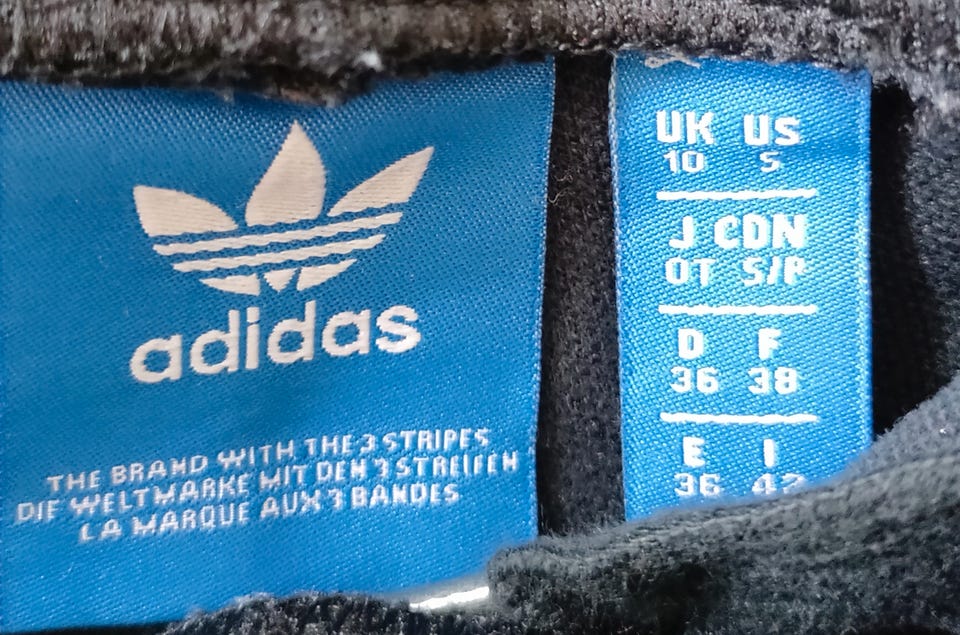 adidas
THE BRAND WITH THE 3 STRIPES
DIE WELTMARKE MIT DEN 3 STREIFEN
LA MARQUE AUX 3 BANDES
UK US
10 S
J CDN
OT S/P
D F
36 38
E I
36 42